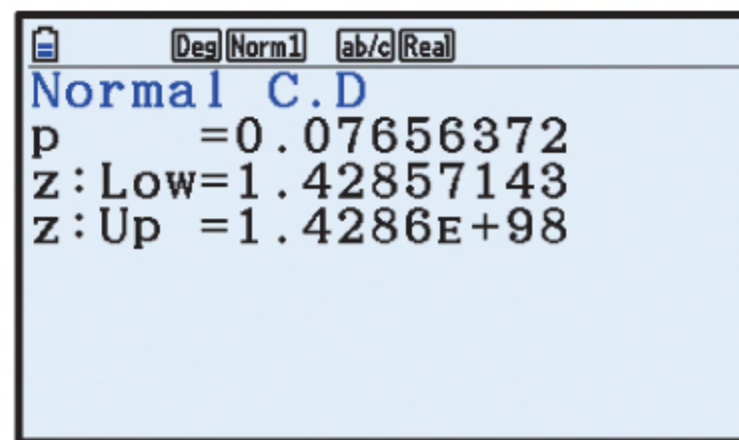 Deg Norm1 ab/c Real
Normal C.D
p =0.07656372
z:Low=1.42857143
z:Up =1.4286E+98